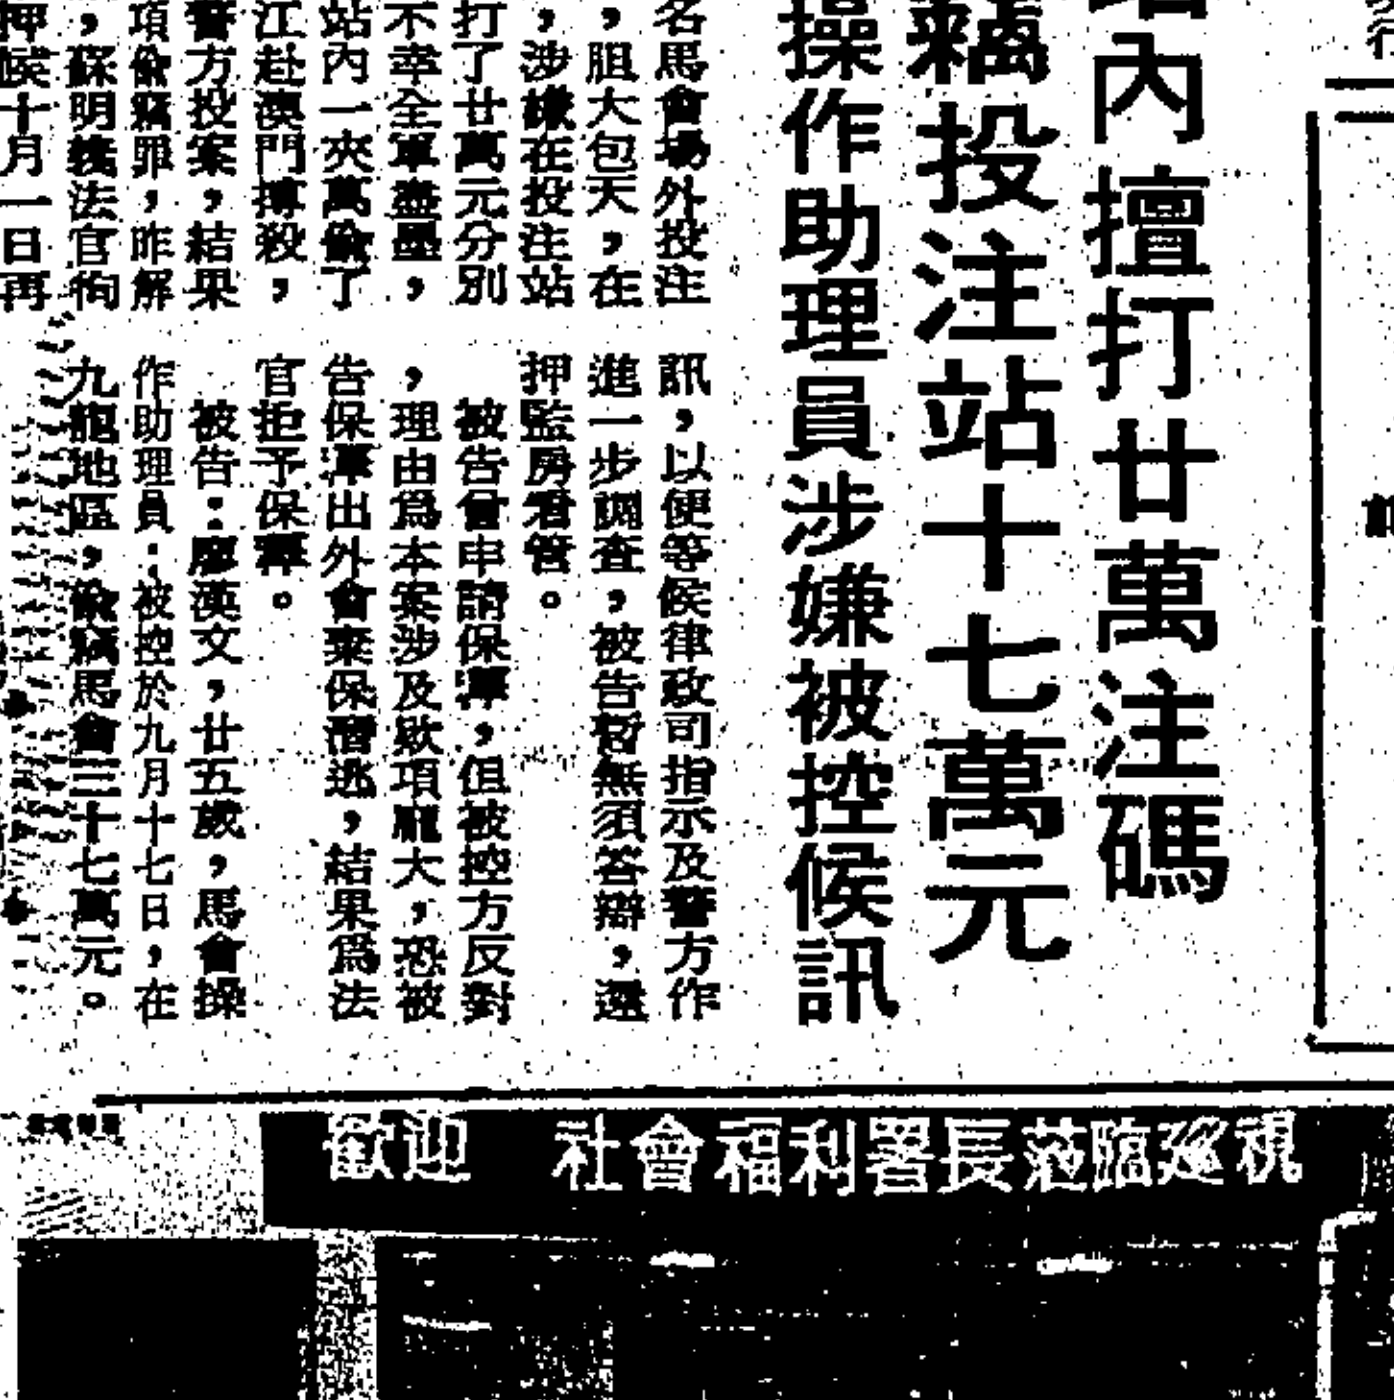 內擅打廿萬注碼
竊投注站十七萬元
操作助理員涉嫌被控候訊
名馬會場外投注
，胆大包天，在
，涉嫌在投注站
打了廿萬元分別
不幸全軍盡墨，
站內一夾萬偷了
江赴澳門搏殺，
警方投案，結果
項偷竊罪，昨解
，蘇明義法官徇
押候十月一日再
訊，以便等候律政司指示及警方作
進一步調查，被告暫無須答辯，還
押監房看管。
被告曾申請保釋，但被控方反對
，理由為本案涉及欵項龐大，恐被
告保釋出外會棄保潛逃，結果為法
官拒予保釋。
被告：廖漢文，廿五歲，馬會操
作助理員：被控於九月十七日，在
九龍地區，偷竊馬會三十七萬元。
歡迎 社會福利署長蒞臨巡視